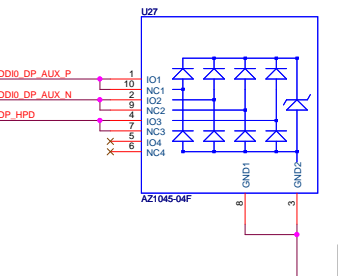 U27
DDI0_DP_AUX_P
1
IO1
10
NC1
DDI0_DP_AUX_N
2
IO2
9
NC2
DP_HPD
4
IO3
7
NC3
5
IO4
6
NC4
GND1
GND2
AZ1045-04F
8
3